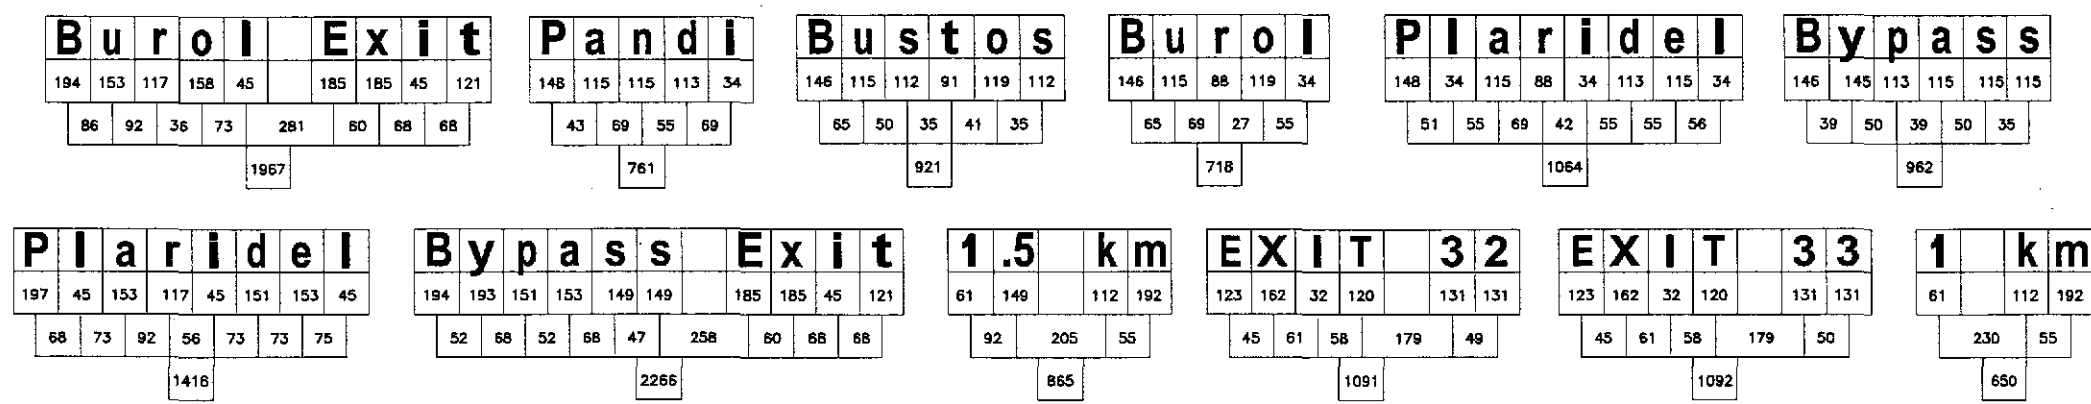 Burol Exit Pandi Bustos Burol Plaridel Bypass
194 153 117 158 45 185 185 45 121 148 115 115 113 34 146 115 112 91 119 112 146 115 88 119 34 148 34 115 88 34 113 115 34 146 145 113 115 115 115
86 92 36 73 281 60 68 68 43 69 55 69 65 50 35 41 35 65 69 27 55 51 55 69 42 55 55 56 39 50 39 50 35
1967 761 921 718 1064 962
Plaridel Bypass Exit 1.5 km EXIT 32 EXIT 33 1 km
197 45 153 117 45 151 153 45 194 193 151 153 149 149 185 185 45 121 61 149 112 192 123 162 32 120 131 131 123 162 32 120 131 131 61 112 192
68 73 92 56 73 73 75 52 68 52 68 47 258 60 68 68 92 205 55 45 61 58 179 49 45 61 58 179 50 230 55
1416 2266 865 1091 1092 650